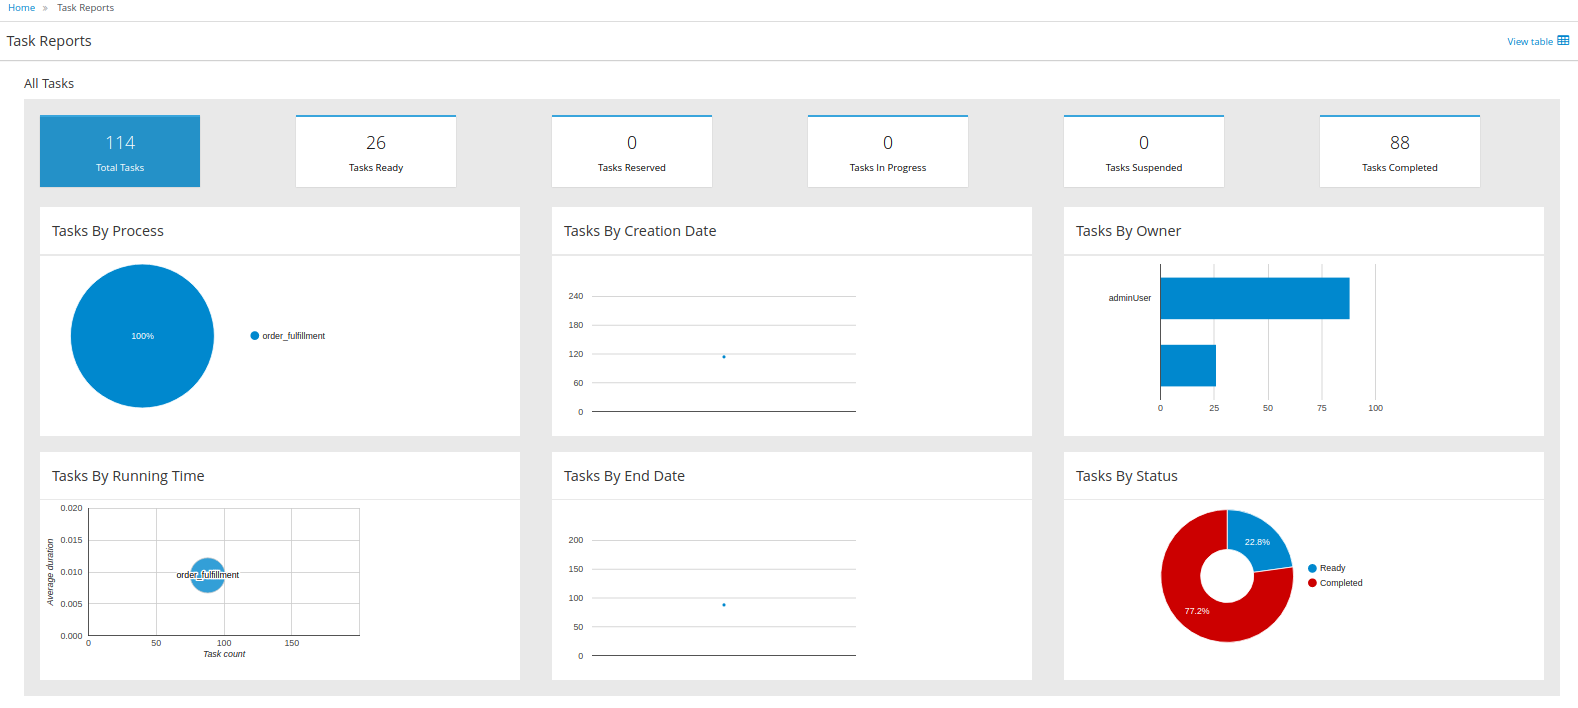 Home » Task Reports
Task Reports
View table
All Tasks
114
Total Tasks
26
Tasks Ready
0
Tasks Reserved
0
Tasks In Progress
0
Tasks Suspended
88
Tasks Completed
Tasks By Process
100%
order_fulfillment
Tasks By Creation Date
240
180
120
60
0
Tasks By Owner
adminUser
0 25 50 75 100
Tasks By Running Time
Average duration
0.020
0.015
0.010
0.005
0.000
order_fulfillment
0 50 100 150
Task count
Tasks By End Date
200
150
100
50
0
Tasks By Status
22.8%
77.2%
Ready
Completed